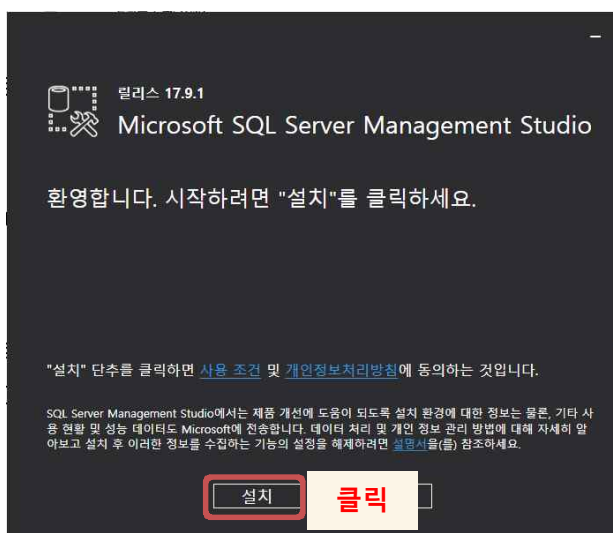 릴리스 17.9.1
Microsoft SQL Server Management Studio
환영합니다. 시작하려면 "설치"를 클릭하세요.
"설치" 단추를 클릭하면 사용 조건 및 개인정보처리방침에 동의하는 것입니다.
SQL Server Management Studio에서는 제품 개선에 도움이 되도록 설치 환경에 대한 정보는 물론, 기타 사
용 현황 및 성능 데이터도 Microsoft에 전송합니다. 데이터 처리 및 개인 정보 관리 방법에 대해 자세히 알
아보고 설치 후 이러한 정보를 수집하는 기능의 설정을 해제하려면 설명서을(를) 참조하세요.
설치 클릭